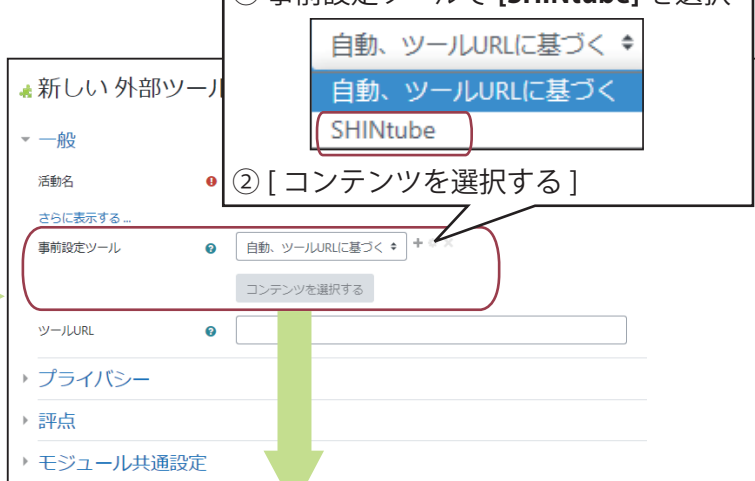 ① 事前設定ツールで [SHINtube] を選択
自動、ツールURLに基づく
自動、ツールURLに基づく
SHINtube
② [ コンテンツを選択する ]
新しい 外部ツール
一般
活動名
さらに表示する ...
事前設定ツール
自動、ツールURLに基づく
コンテンツを選択する
ツールURL
プライバシー
評点
モジュール共通設定